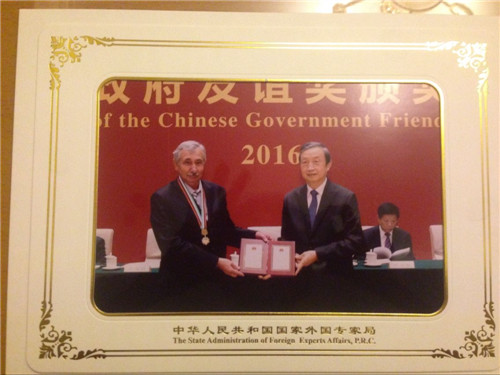 政府友谊奖颁奖
of the Chinese Government Friend
2016
中华人民共和国国家外国专家局
The State Administration of Foreign Experts Affairs, P.R.C.